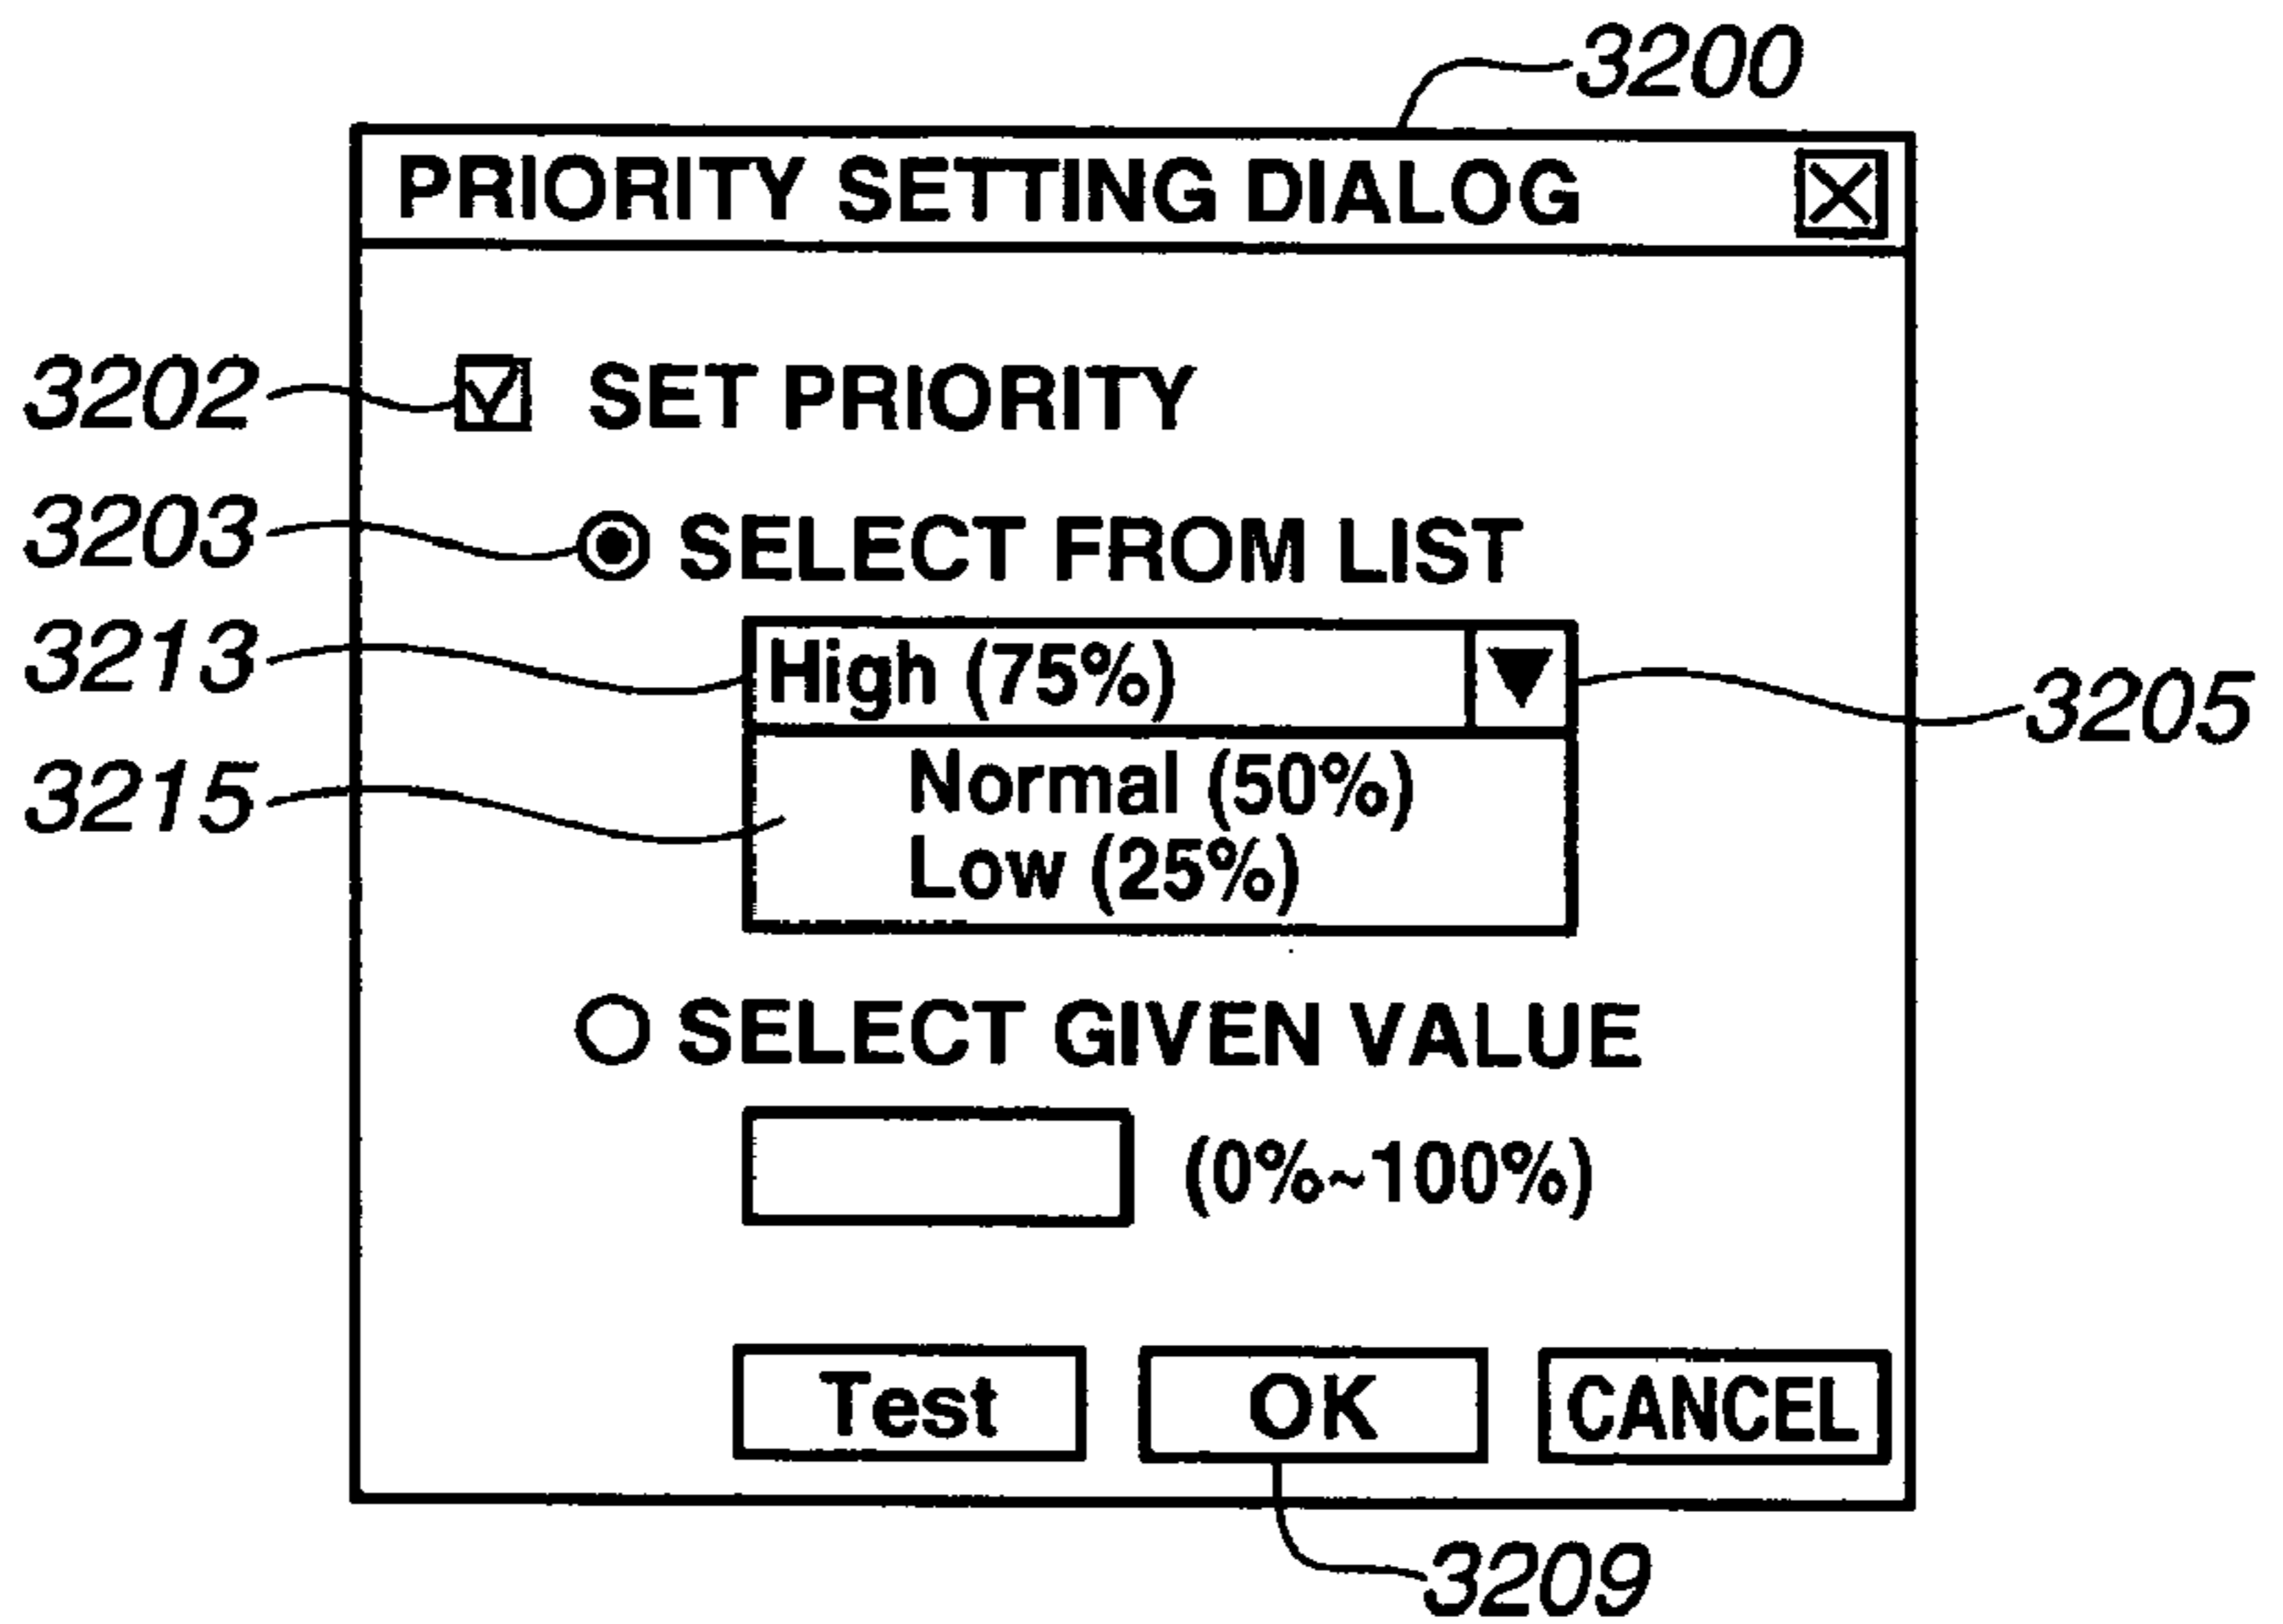 3200
PRIORITY SETTING DIALOG
3202 SET PRIORITY
3203 SELECT FROM LIST
3213 High (75%)
3205
3215 Normal (50%)
Low (25%)
SELECT GIVEN VALUE
(0%~100%)
Test OK CANCEL
3209